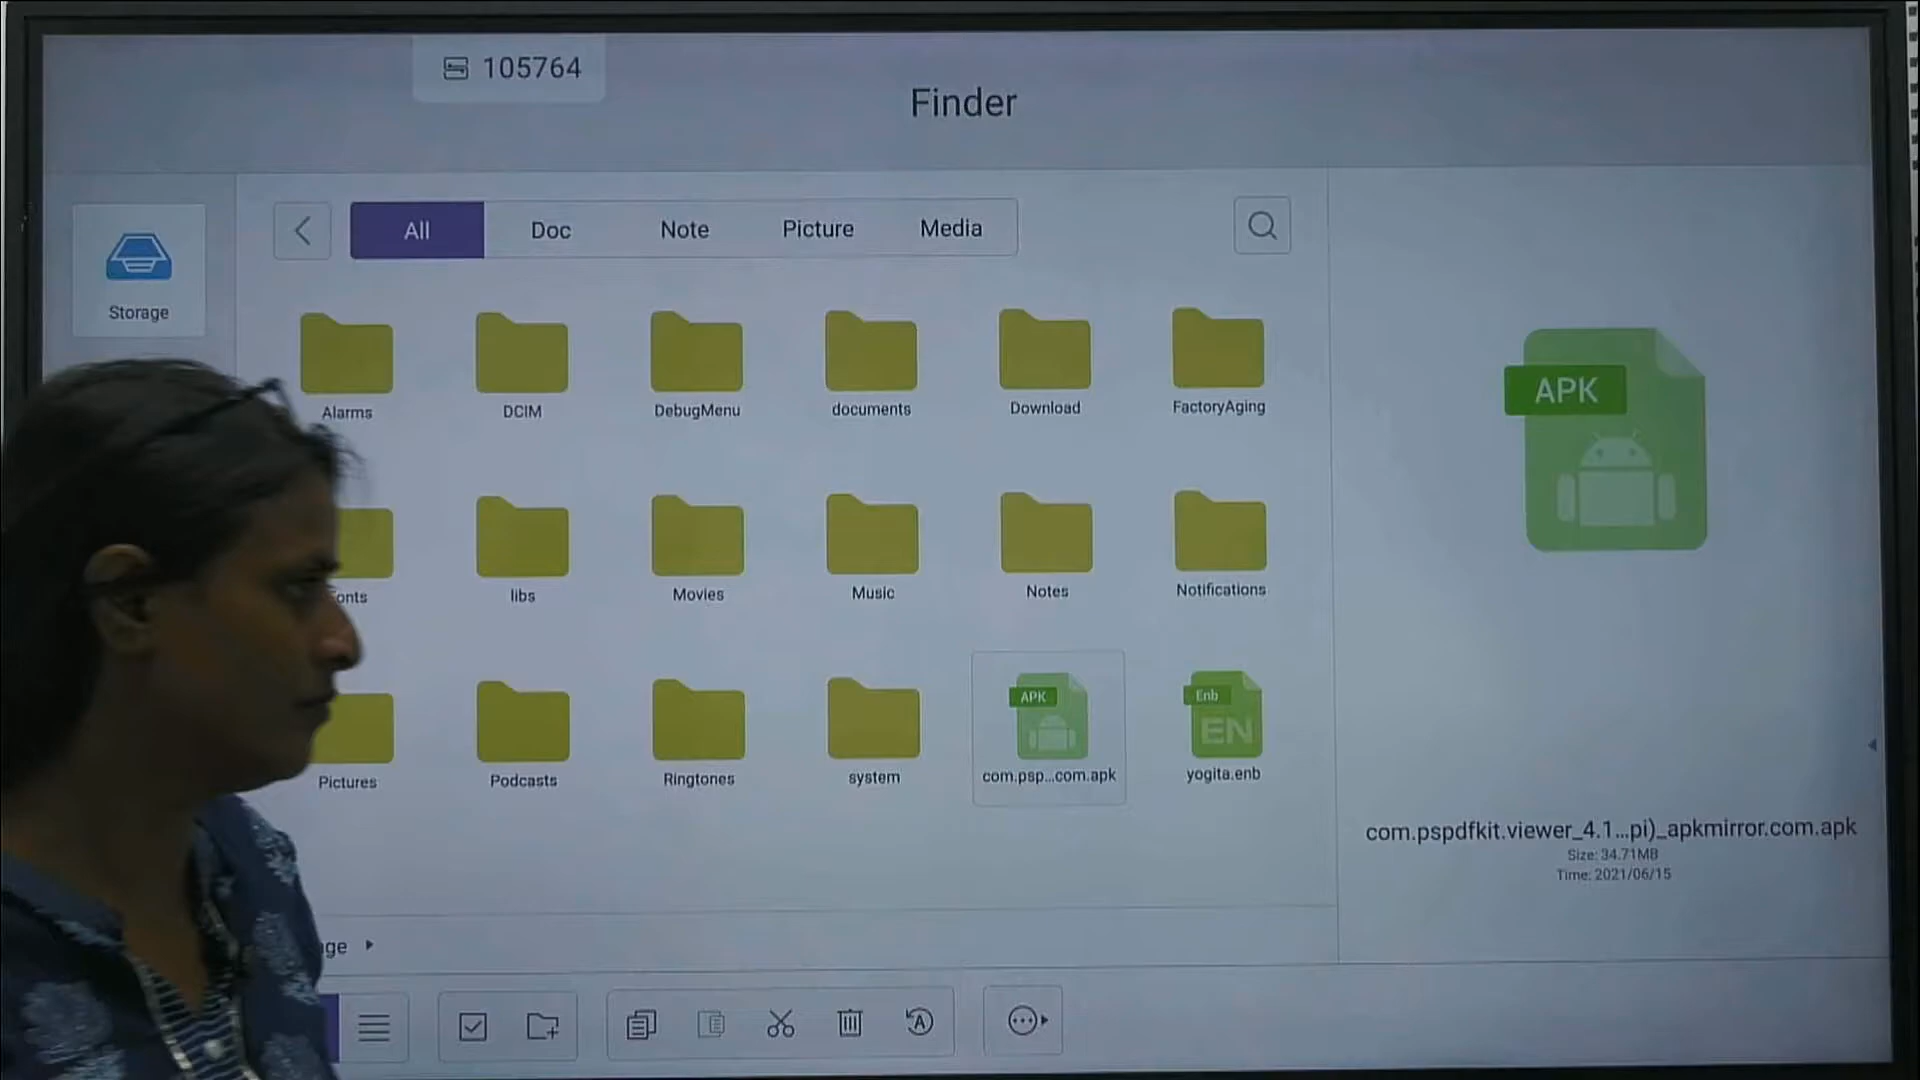 105764
Finder
All Doc Note Picture Media
Storage
Alarms DCIM DebugMenu documents Download FactoryAging
onts libs Movies Music Notes Notifications
APK
APK Enb
EN
Pictures Podcasts Ringtones system com.psp...com.apk yogita.enb
com.pspdfkit.viewer_4.1...pi)_apkmirror.com.apk
Size: 34.71MB
Time: 2021/06/15
ge
A